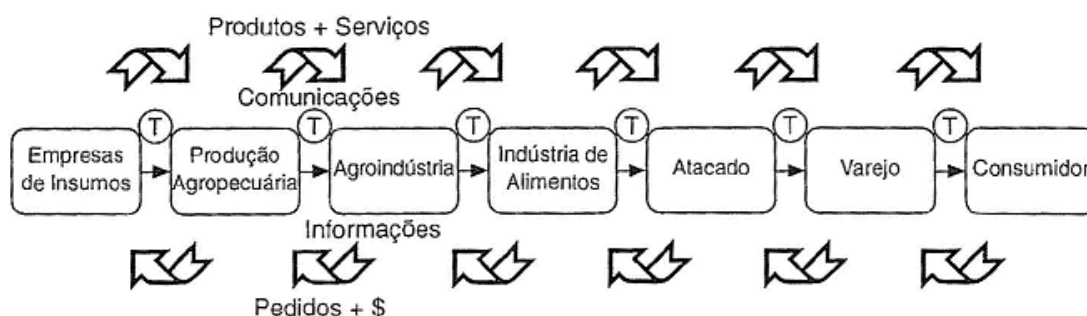 Produtos + Serviços
Comunicações
T T T T T T
Empresas
de Insumos
Produção
Agropecuária
Agroindústria
Indústria de
Alimentos
Atacado
Varejo
Consumidor
Informações
Pedidos + $